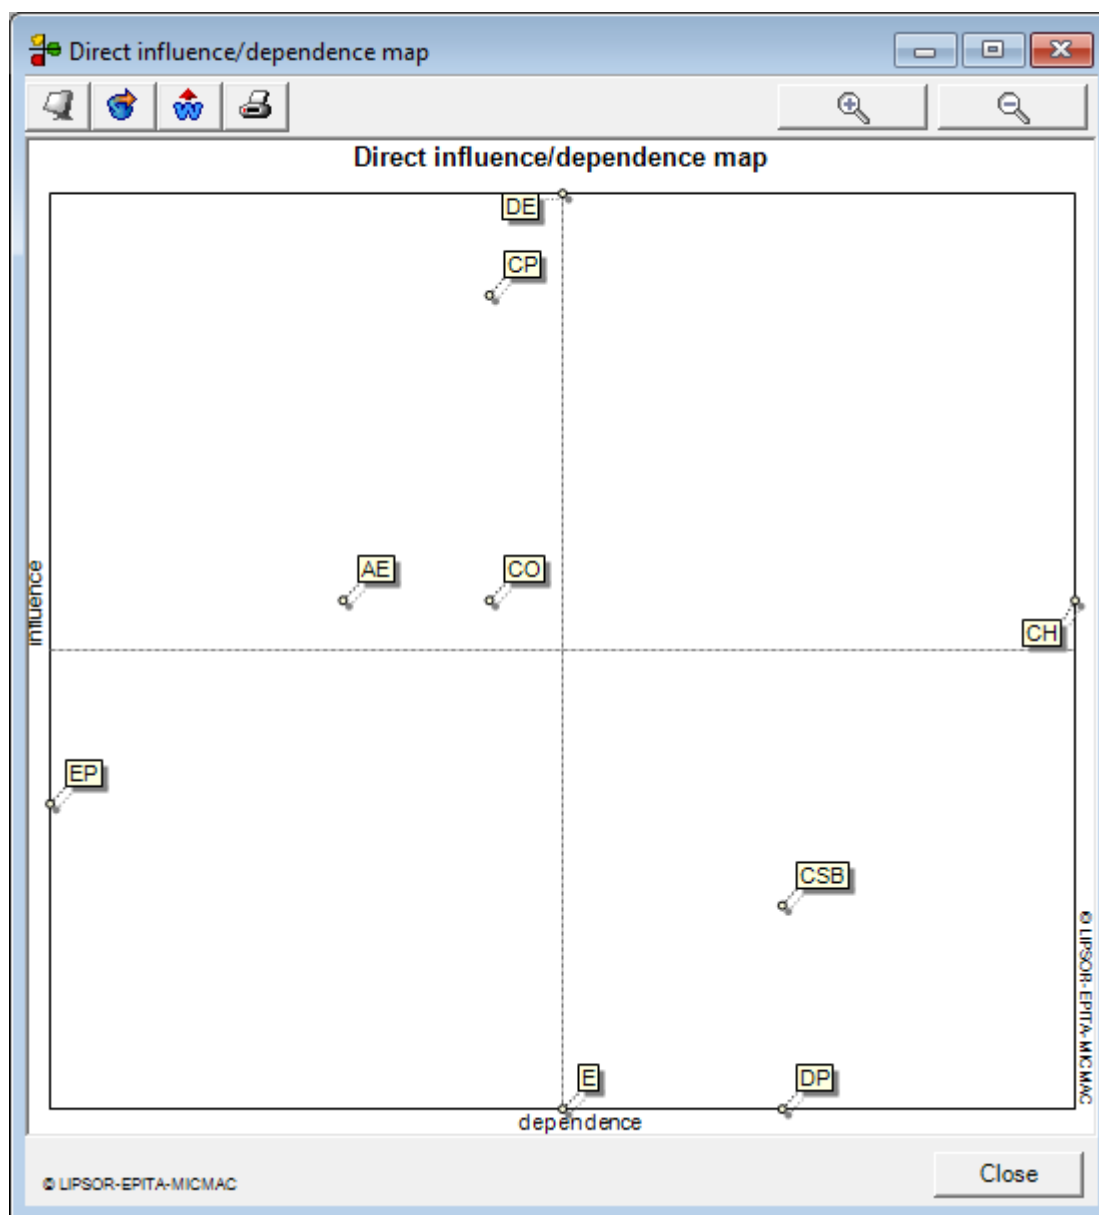 Direct influence/dependence map
Direct influence/dependence map
DE
CP
AE
CO
influence
CH
EP
CSB
© LIPSOR-EPITA-MICMAC
E
DP
dependence
© LIPSOR-EPITA-MICMAC
Close